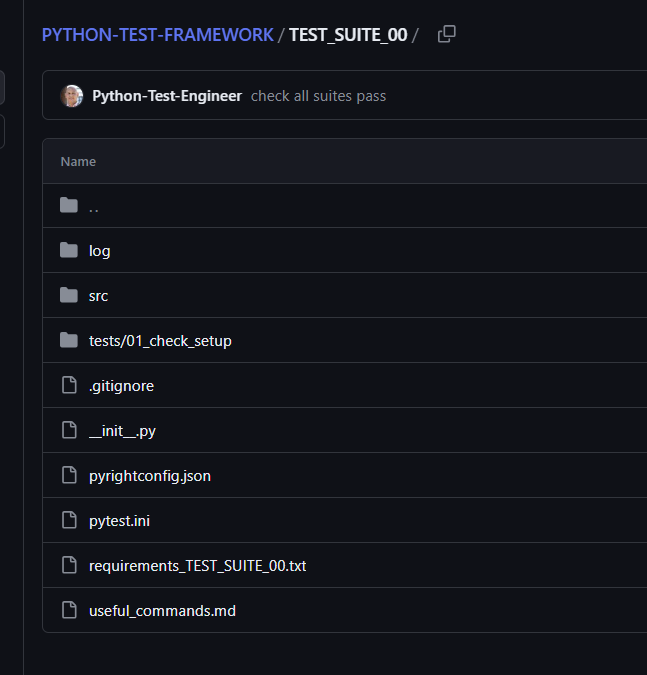 PYTHON-TEST-FRAMEWORK / TEST_SUITE_00 /
Python-Test-Engineer check all suites pass
Name
..
log
src
tests/01_check_setup
.gitignore
__init__.py
pyrightconfig.json
pytest.ini
requirements_TEST_SUITE_00.txt
useful_commands.md